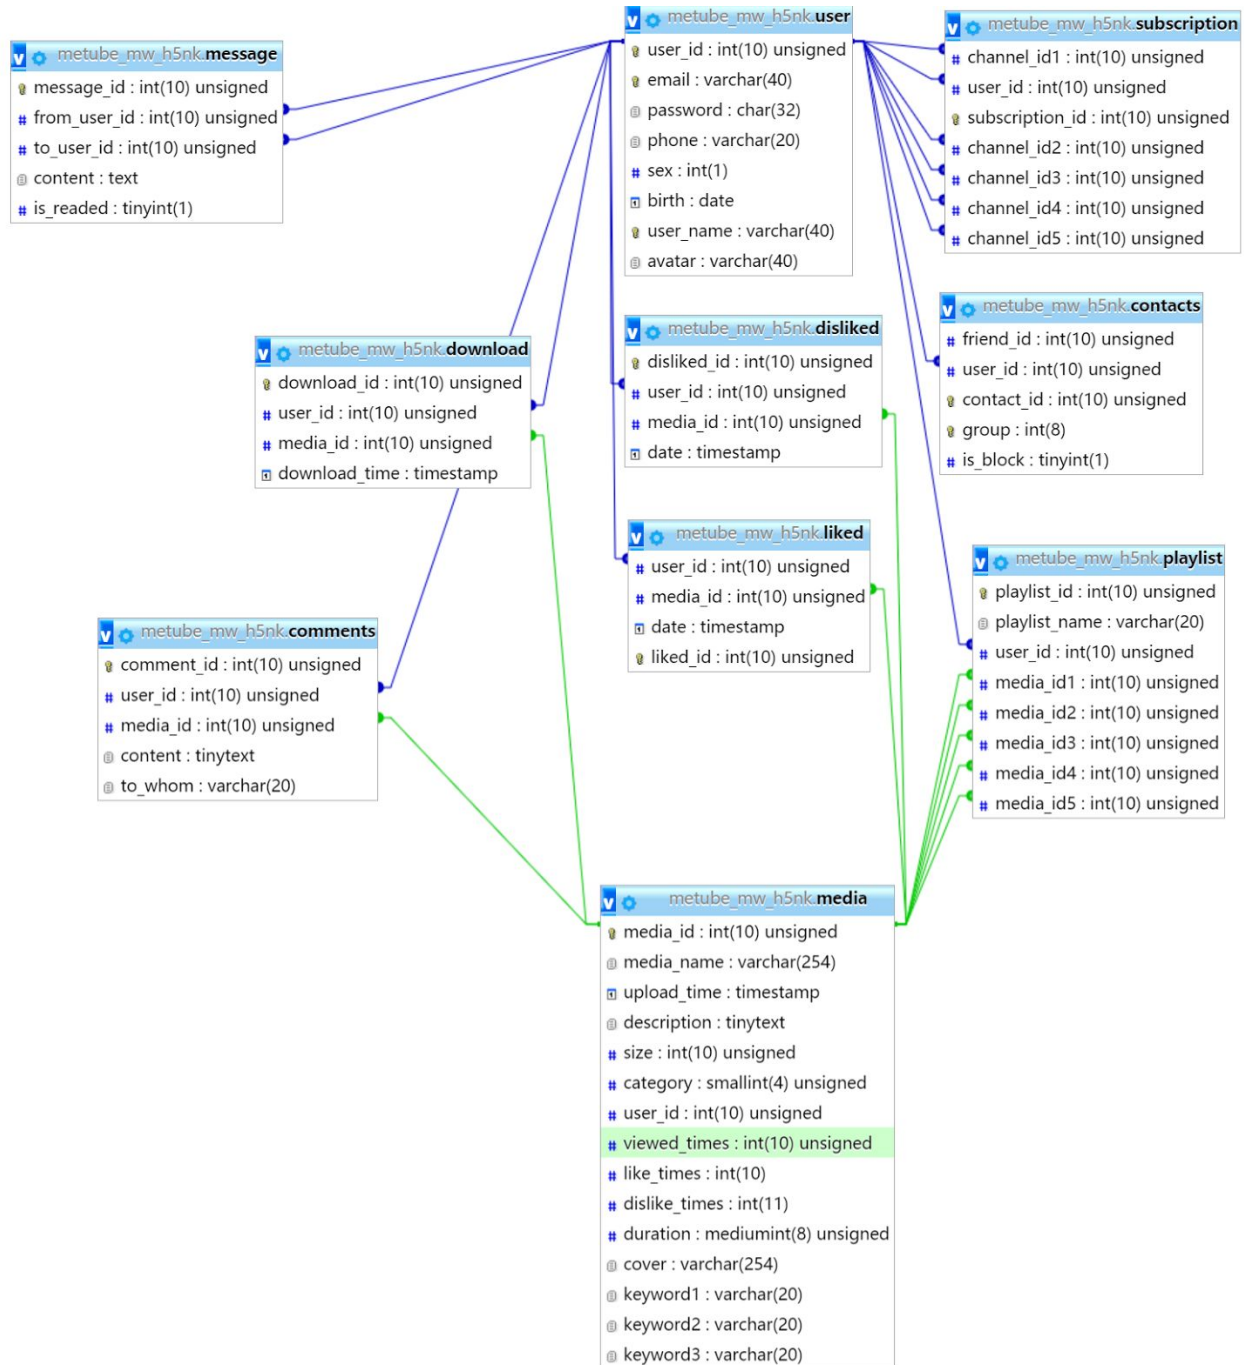 metube_mw_h5nk.message
message_id : int(10) unsigned
from_user_id : int(10) unsigned
to_user_id : int(10) unsigned
content : text
is_readed : tinyint(1)
metube_mw_h5nk.user
user_id : int(10) unsigned
email : varchar(40)
password : char(32)
phone : varchar(20)
sex : int(1)
birth : date
user_name : varchar(40)
avatar : varchar(40)
metube_mw_h5nk.subscription
channel_id1 : int(10) unsigned
user_id : int(10) unsigned
subscription_id : int(10) unsigned
channel_id2 : int(10) unsigned
channel_id3 : int(10) unsigned
channel_id4 : int(10) unsigned
channel_id5 : int(10) unsigned
metube_mw_h5nk.download
download_id : int(10) unsigned
user_id : int(10) unsigned
media_id : int(10) unsigned
download_time : timestamp
metube_mw_h5nk.disliked
disliked_id : int(10) unsigned
user_id : int(10) unsigned
media_id : int(10) unsigned
date : timestamp
metube_mw_h5nk.contacts
friend_id : int(10) unsigned
user_id : int(10) unsigned
contact_id : int(10) unsigned
group : int(8)
is_block : tinyint(1)
metube_mw_h5nk.liked
user_id : int(10) unsigned
media_id : int(10) unsigned
date : timestamp
liked_id : int(10) unsigned
metube_mw_h5nk.playlist
playlist_id : int(10) unsigned
playlist_name : varchar(20)
user_id : int(10) unsigned
media_id1 : int(10) unsigned
media_id2 : int(10) unsigned
media_id3 : int(10) unsigned
media_id4 : int(10) unsigned
media_id5 : int(10) unsigned
metube_mw_h5nk.comments
comment_id : int(10) unsigned
user_id : int(10) unsigned
media_id : int(10) unsigned
content : tinytext
to_whom : varchar(20)
metube_mw_h5nk.media
media_id : int(10) unsigned
media_name : varchar(254)
upload_time : timestamp
description : tinytext
size : int(10) unsigned
category : smallint(4) unsigned
user_id : int(10) unsigned
viewed_times : int(10) unsigned
like_times : int(10)
dislike_times : int(11)
duration : mediumint(8) unsigned
cover : varchar(254)
keyword1 : varchar(20)
keyword2 : varchar(20)
keyword3 : varchar(20)